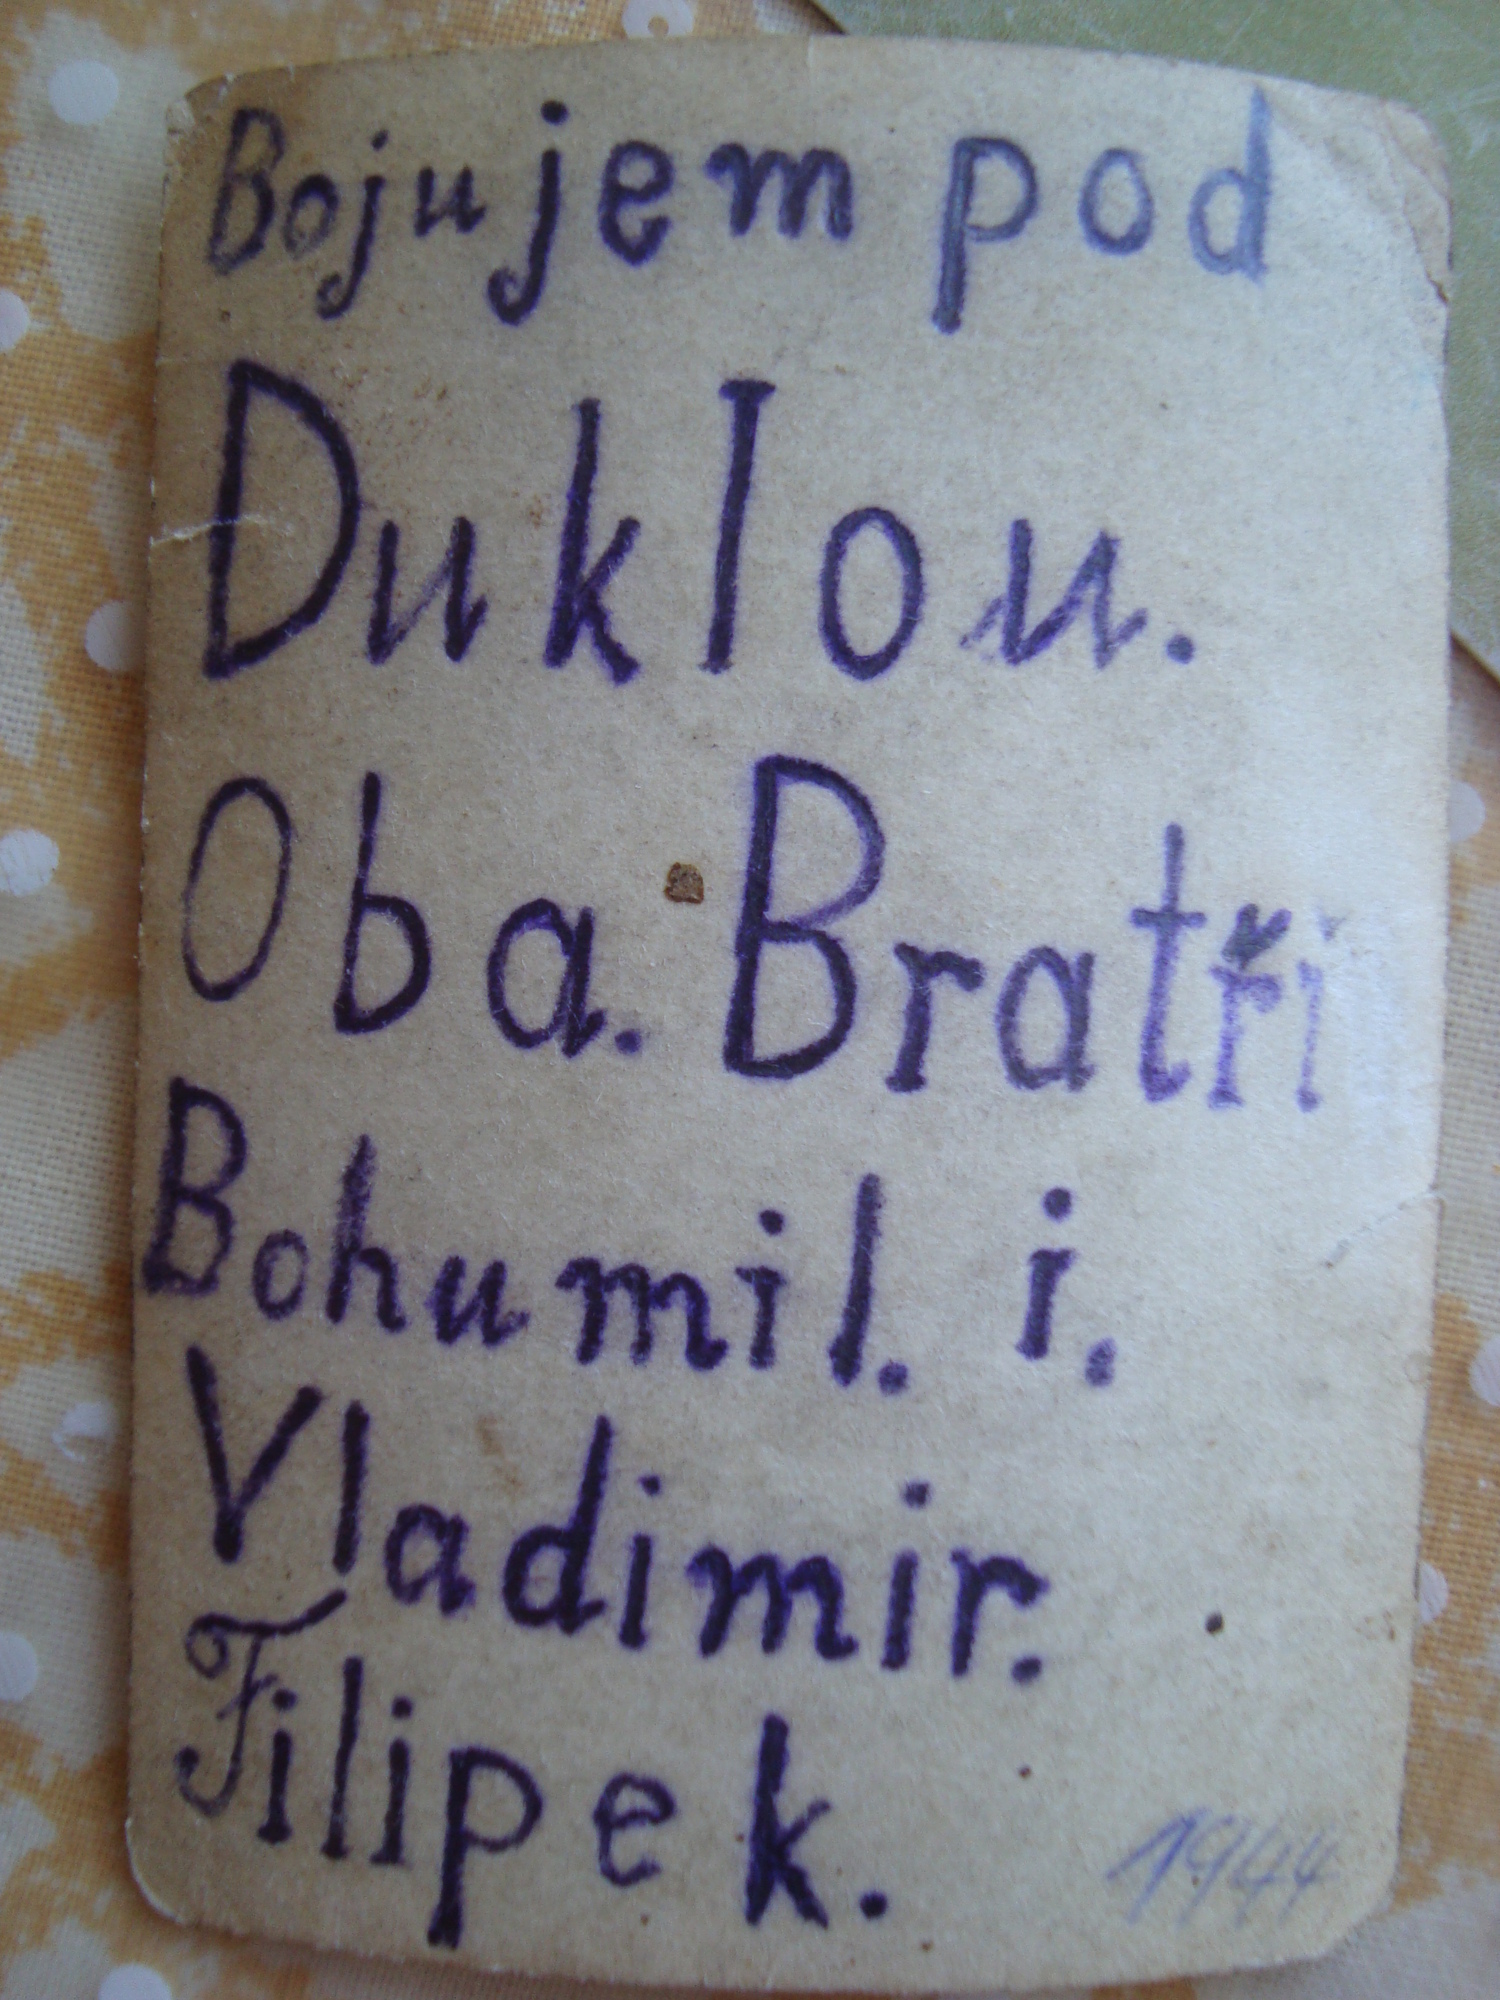 Bojujem pod
Duklou.
Oba. Bratři
Bohumil. i.
Vladimir.
Filipek.
1944